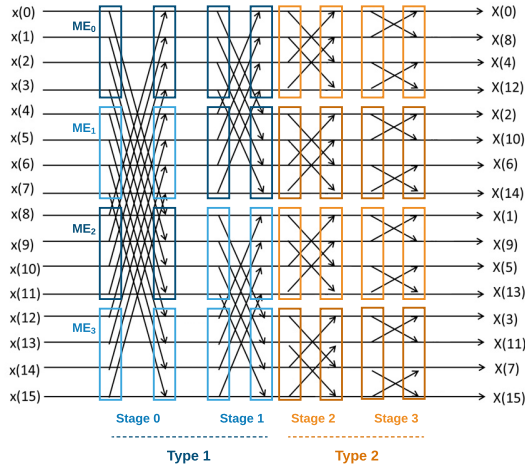 x(0) X(0)
ME0
x(1) X(8)
x(2) X(4)
x(3) X(12)
x(4) X(2)
ME1
x(5) X(10)
x(6) X(6)
x(7) X(14)
x(8) X(1)
ME2
x(9) X(9)
x(10) X(5)
x(11) X(13)
x(12) X(3)
ME3
x(13) X(11)
x(14) X(7)
x(15) X(15)
Stage 0 Stage 1 Stage 2 Stage 3
Type 1 Type 2